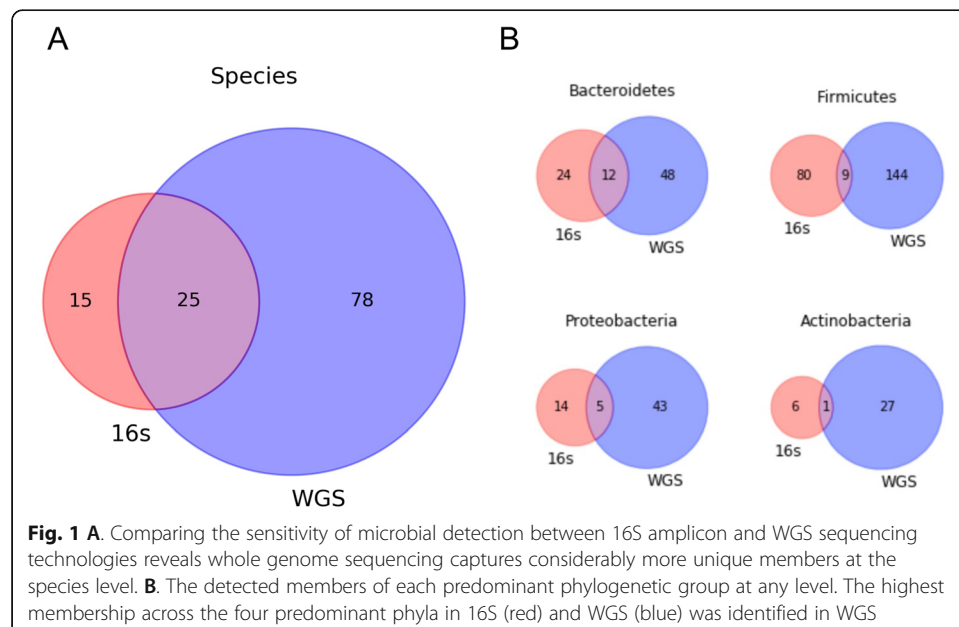 A
B
Species
15
25
78
16s
WGS
Bacteroidetes
24
12
48
16s
WGS
Firmicutes
80
9
144
16s
WGS
Proteobacteria
14
5
43
16s
WGS
Actinobacteria
6
1
27
16s
WGS
Fig. 1 A. Comparing the sensitivity of microbial detection between 16S amplicon and WGS sequencing
technologies reveals whole genome sequencing captures considerably more unique members at the
species level. B. The detected members of each predominant phylogenetic group at any level. The highest
membership across the four predominant phyla in 16S (red) and WGS (blue) was identified in WGS